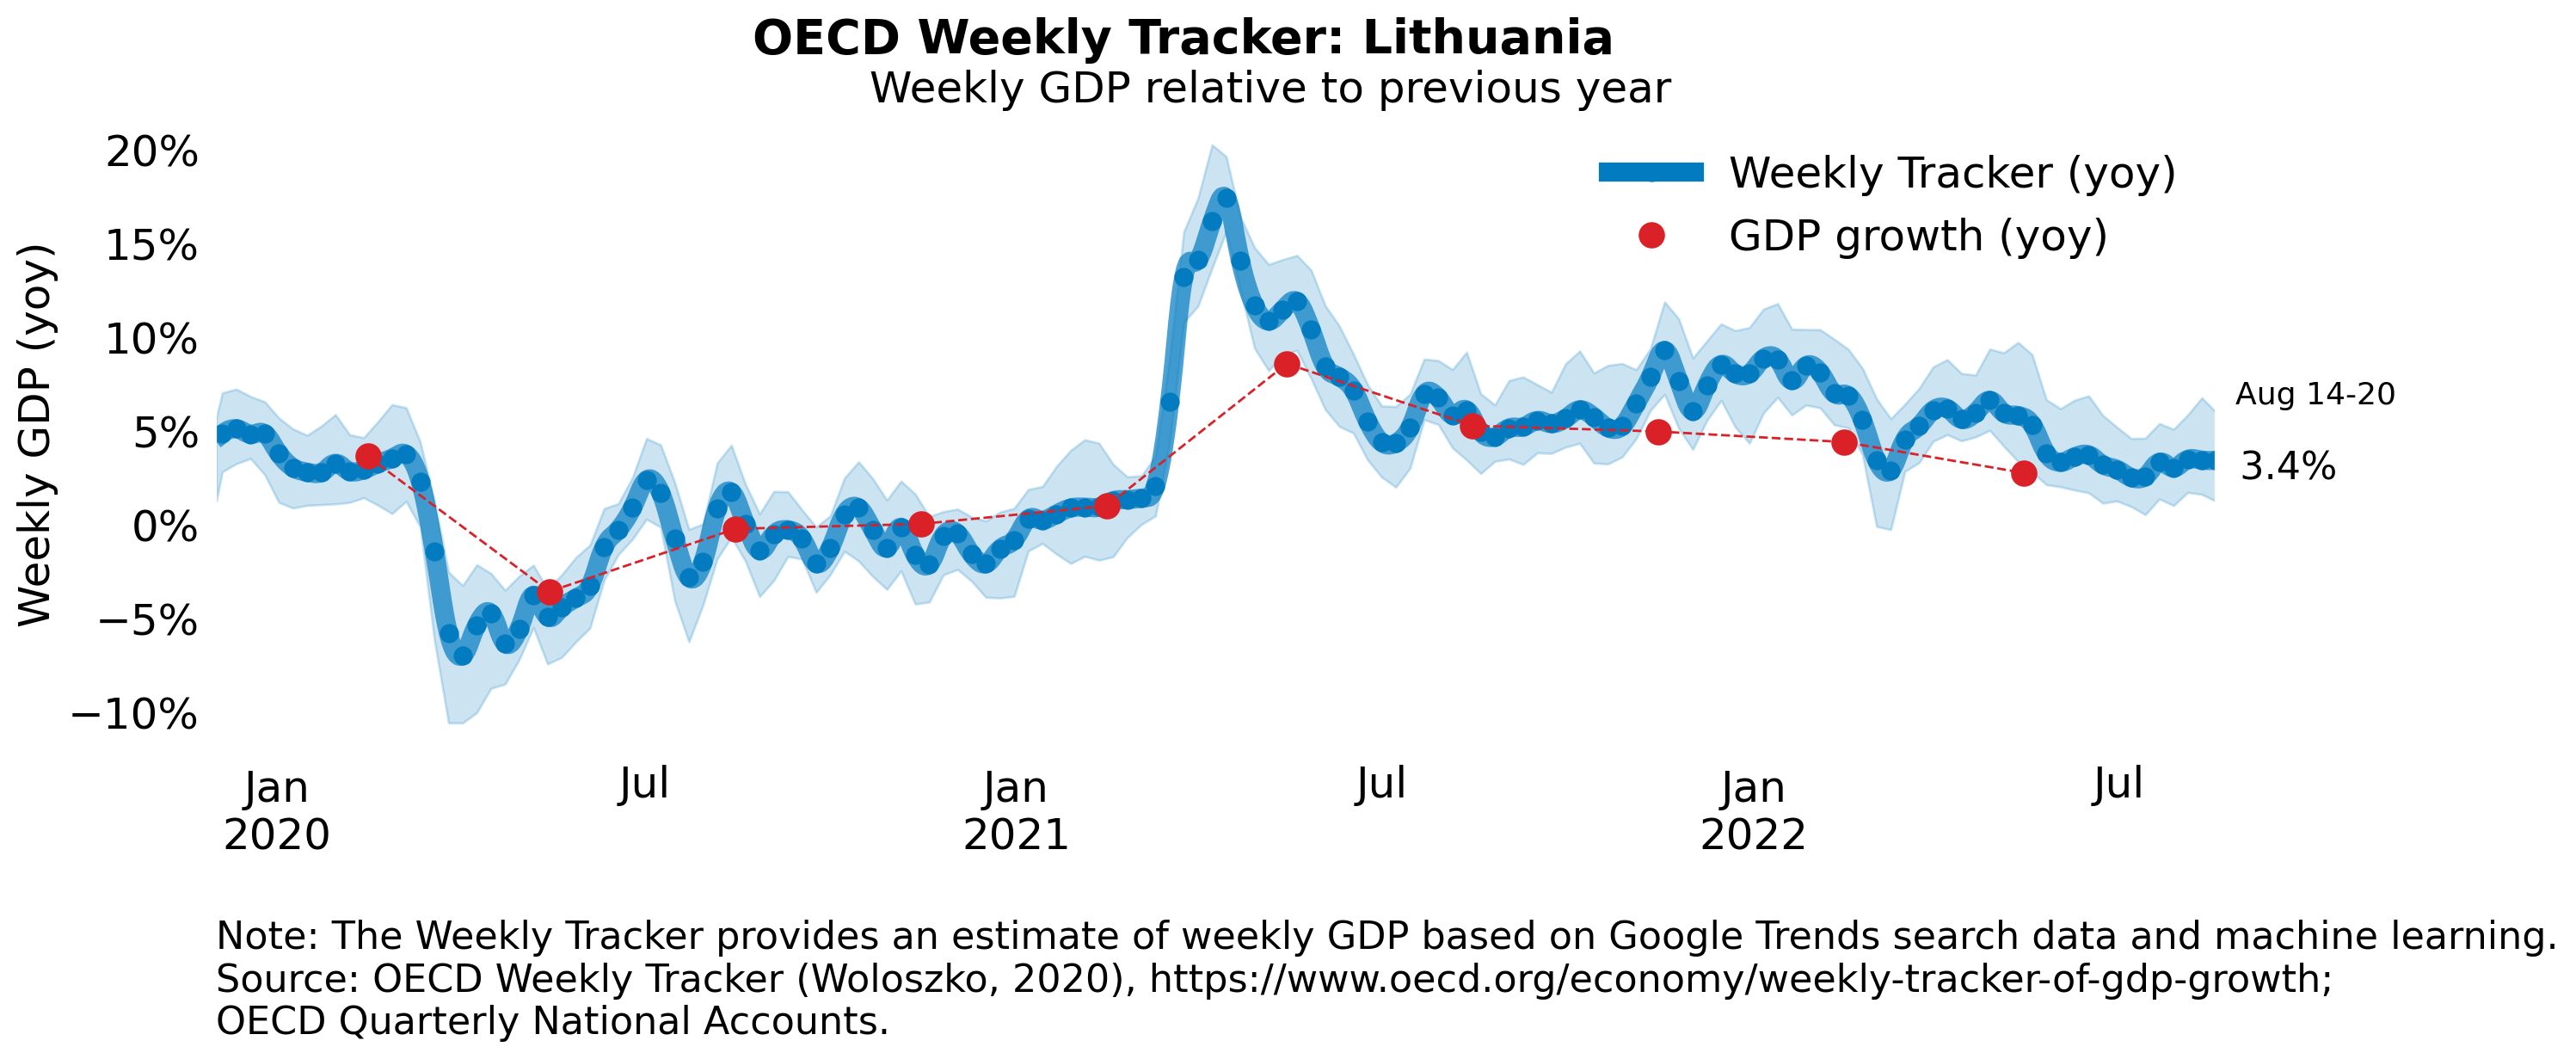 OECD Weekly Tracker: Lithuania
Weekly GDP relative to previous year
Weekly GDP (yoy)
20%
15%
10%
5%
0%
−5%
−10%
Weekly Tracker (yoy)
GDP growth (yoy)
Aug 14-20
3.4%
Jan
2020
Jul
Jan
2021
Jul
Jan
2022
Jul
Note: The Weekly Tracker provides an estimate of weekly GDP based on Google Trends search data and machine learning.
Source: OECD Weekly Tracker (Woloszko, 2020), https://www.oecd.org/economy/weekly-tracker-of-gdp-growth;
OECD Quarterly National Accounts.